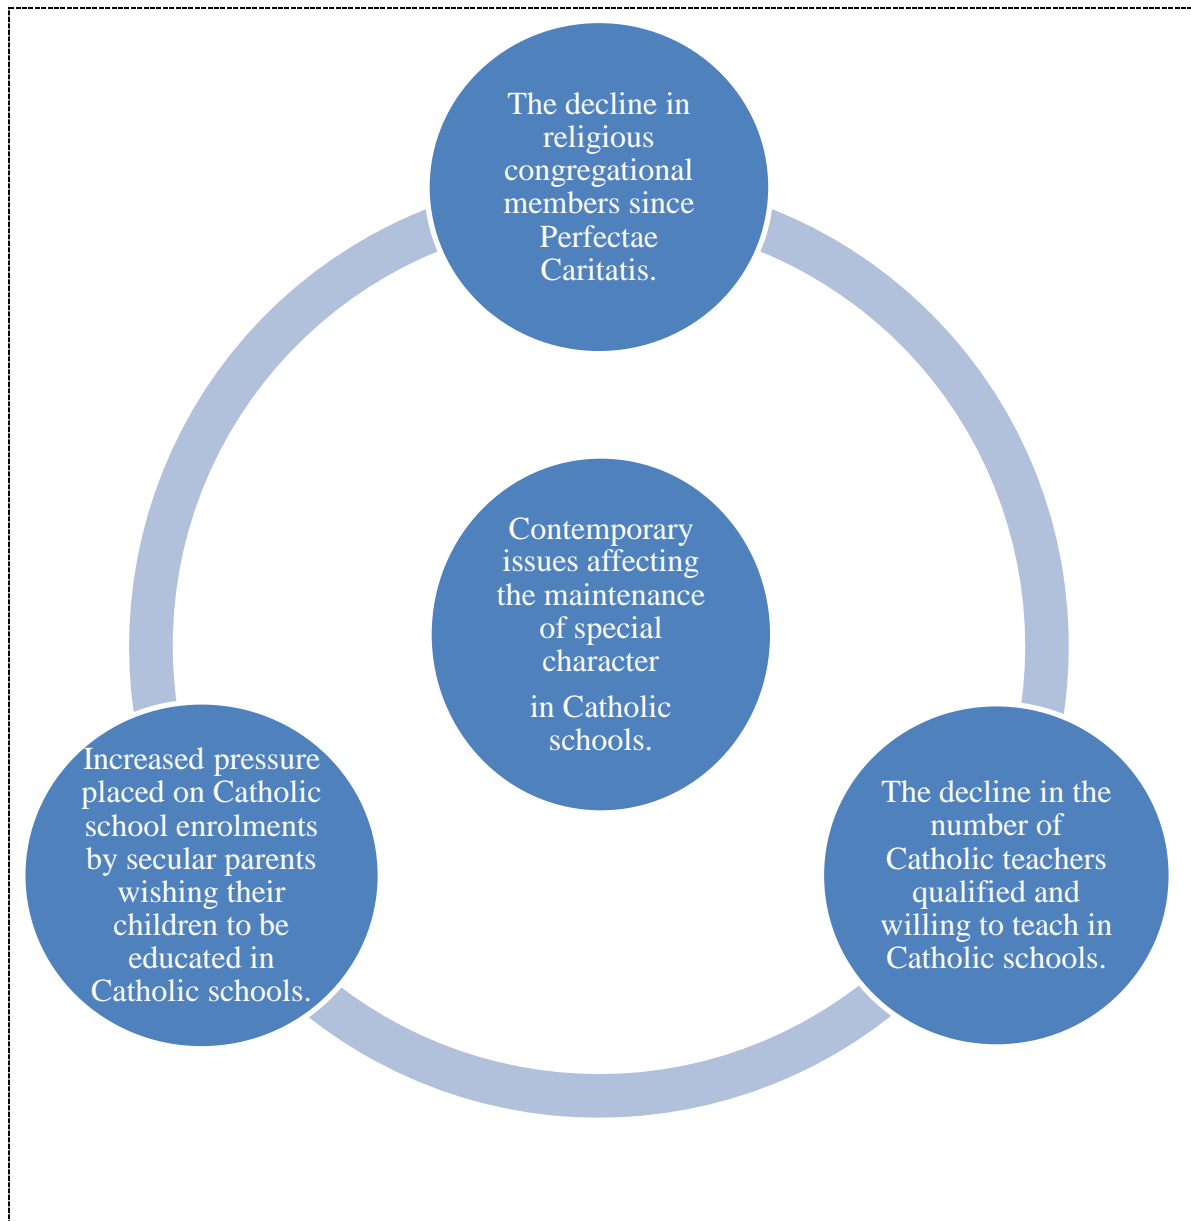 The decline in
religious
congregational
members since
Perfectae
Caritatis.
Contemporary
issues affecting
the maintenance
of special
character
in Catholic
schools.
Increased pressure
placed on Catholic
school enrolments
by secular parents
wishing their
children to be
educated in
Catholic schools.
The decline in the
number of
Catholic teachers
qualified and
willing to teach in
Catholic schools.